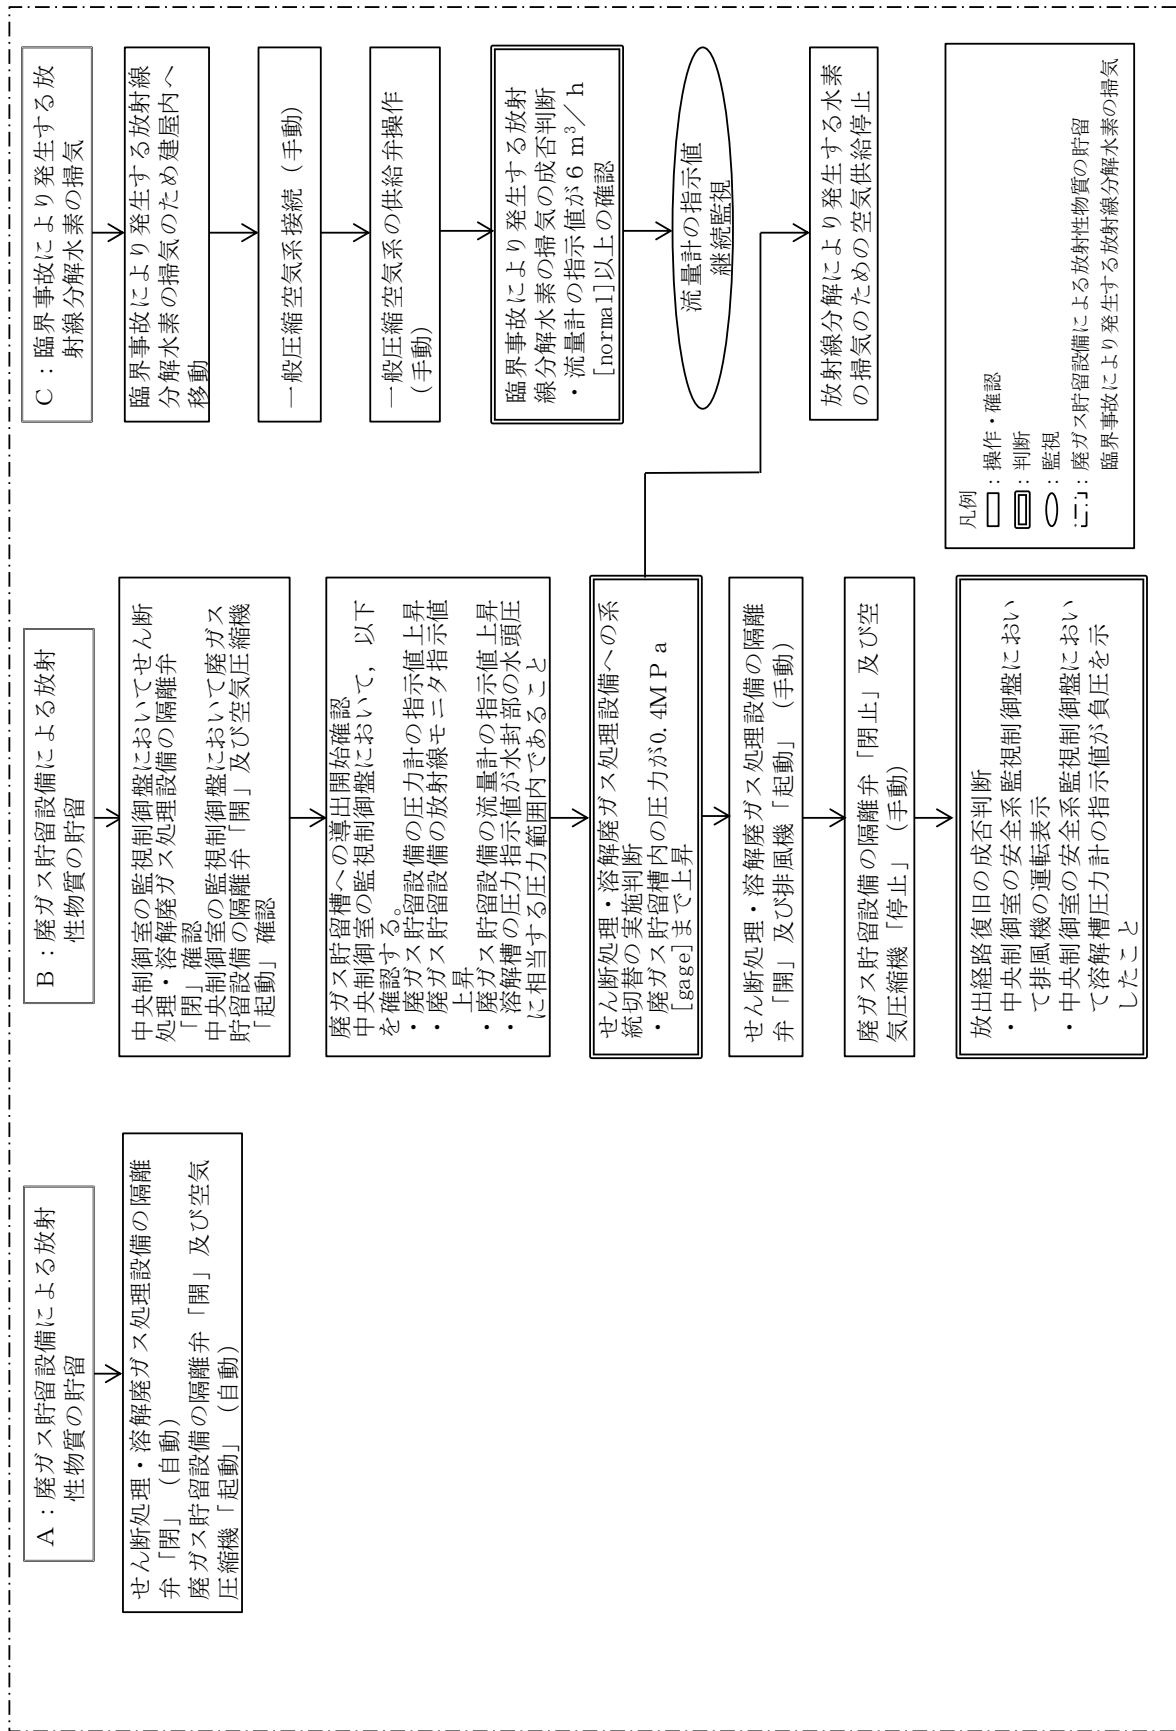 A：廃ガス貯留設備による放射
性物質の貯留
せん断処理・溶解廃ガス処理設備の隔離
弁「閉」（自動）
廃ガス貯留設備の隔離弁「開」及び空気
圧縮機「起動」（自動）
B：廃ガス貯留設備による放射
性物質の貯留
中央制御室の監視制御盤においてせん断
処理・溶解廃ガス処理設備の隔離弁
「閉」確認
中央制御室の監視制御盤において廃ガス
貯留設備の隔離弁「開」及び空気圧縮機
「起動」確認
廃ガス貯留槽への導出開始確認
中央制御室の監視制御盤において，以下
を確認する。
・廃ガス貯留設備の圧力計の指示値上昇
・廃ガス貯留設備の放射線モニタ指示値
上昇
・廃ガス貯留設備の流量計の指示値上昇
・溶解槽の圧力指示値が水封部の水頭圧
に相当する圧力範囲内であること
せん断処理・溶解廃ガス処理設備への系
統切替の実施判断
・廃ガス貯留槽内の圧力が0.4MPa
[gage]まで上昇
せん断処理・溶解廃ガス処理設備の隔離
弁「開」及び排風機「起動」（手動）
廃ガス貯留設備の隔離弁「閉止」及び空
気圧縮機「停止」（手動）
放出経路復旧の成否判断
・中央制御室の安全系監視制御盤におい
て排風機の運転表示
・中央制御室の安全系監視制御盤におい
て溶解槽圧力計の指示値が負圧を示
したこと
C：臨界事故により発生する放
射線分解水素の掃気
臨界事故により発生する放射線
分解水素の掃気のため建屋内へ
移動
一般圧縮空気系接続（手動）
一般圧縮空気系の供給弁操作
（手動）
臨界事故により発生する放射
線分解水素の掃気の成否判断
・流量計の指示値が6 m³／h
[normal]以上の確認
流量計の指示値
継続監視
放射線分解により発生する水素
の掃気のための空気供給停止
凡例
：操作・確認
：判断
：監視
：廃ガス貯留設備による放射性物質の貯留
臨界事故により発生する放射線分解水素の掃気